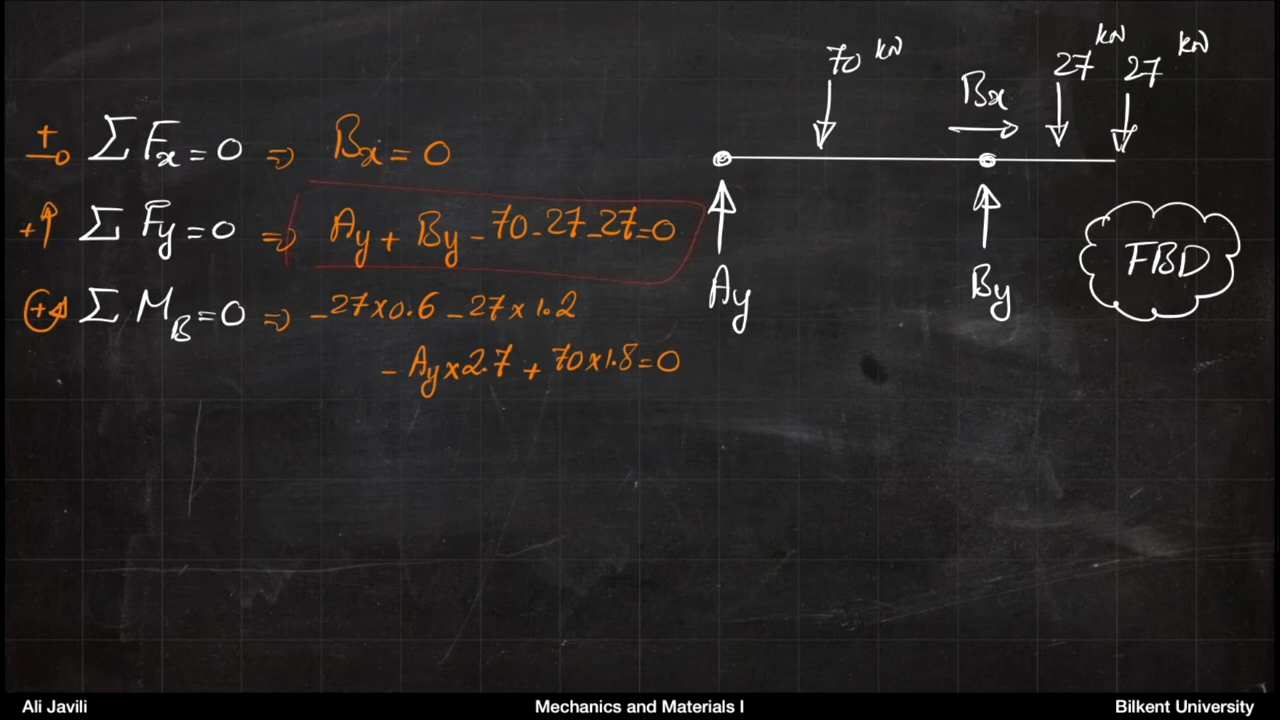 70 kN
27 kN 27 kN
Bx
+ ΣFx=0 ⇒ Bx=0
+↑ ΣFy=0 ⇒ Ay+By-70-27-27=0
+ ΣMB=0 ⇒ -27×0.6-27×1.2
-Ay×2.7+70×1.8=0
Ay
By
FBD
Ali Javili
Mechanics and Materials I
Bilkent University